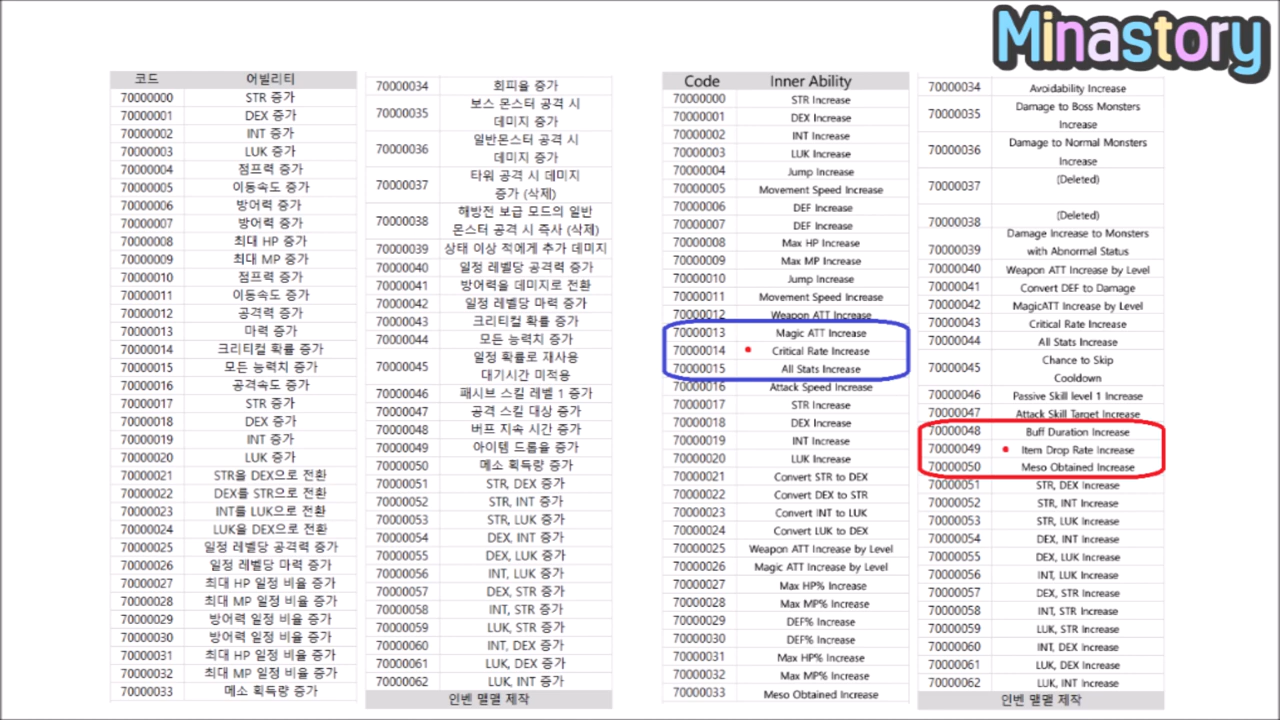 Minastory
코드 어빌리티
70000000 STR 증가
70000001 DEX 증가
70000002 INT 증가
70000003 LUK 증가
70000004 점프력 증가
70000005 이동속도 증가
70000006 방어력 증가
70000007 방어력 증가
70000008 최대 HP 증가
70000009 최대 MP 증가
70000010 점프력 증가
70000011 이동속도 증가
70000012 공격력 증가
70000013 마력 증가
70000014 크리티컬 확률 증가
70000015 모든 능력치 증가
70000016 공격속도 증가
70000017 STR 증가
70000018 DEX 증가
70000019 INT 증가
70000020 LUK 증가
70000021 STR을 DEX으로 전환
70000022 DEX를 STR으로 전환
70000023 INT를 LUK으로 전환
70000024 LUK을 DEX으로 전환
70000025 일정 레벨당 공격력 증가
70000026 일정 레벨당 마력 증가
70000027 최대 HP 일정 비율 증가
70000028 최대 MP 일정 비율 증가
70000029 방어력 일정 비율 증가
70000030 방어력 일정 비율 증가
70000031 최대 HP 일정 비율 증가
70000032 최대 MP 일정 비율 증가
70000033 메소 획득량 증가
70000034 회피율 증가
70000035 보스 몬스터 공격 시
데미지 증가
70000036 일반몬스터 공격 시
데미지 증가
70000037 타워 공격 시 데미지
증가 (삭제)
70000038 해방전 보급 모드의 일반
몬스터 공격 시 즉사 (삭제)
70000039 상태 이상 적에게 추가 데미지
70000040 일정 레벨당 공격력 증가
70000041 방어력을 데미지로 전환
70000042 일정 레벨당 마력 증가
70000043 크리티컬 확률 증가
70000044 모든 능력치 증가
70000045 일정 확률로 재사용
대기시간 미적용
70000046 패시브 스킬 레벨 1 증가
70000047 공격 스킬 대상 증가
70000048 버프 지속 시간 증가
70000049 아이템 드롭율 증가
70000050 메소 획득량 증가
70000051 STR, DEX 증가
70000052 STR, INT 증가
70000053 STR, LUK 증가
70000054 DEX, INT 증가
70000055 DEX, LUK 증가
70000056 INT, LUK 증가
70000057 DEX, STR 증가
70000058 INT, STR 증가
70000059 LUK, STR 증가
70000060 INT, DEX 증가
70000061 LUK, DEX 증가
70000062 LUK, INT 증가
인벤 맬맬 제작
Code Inner Ability
70000000 STR Increase
70000001 DEX Increase
70000002 INT Increase
70000003 LUK Increase
70000004 Jump Increase
70000005 Movement Speed Increase
70000006 DEF Increase
70000007 DEF Increase
70000008 Max HP Increase
70000009 Max MP Increase
70000010 Jump Increase
70000011 Movement Speed Increase
70000012 Weapon ATT Increase
70000013 Magic ATT Increase
70000014 Critical Rate Increase
70000015 All Stats Increase
70000016 Attack Speed Increase
70000017 STR Increase
70000018 DEX Increase
70000019 INT Increase
70000020 LUK Increase
70000021 Convert STR to DEX
70000022 Convert DEX to STR
70000023 Convert INT to LUK
70000024 Convert LUK to DEX
70000025 Weapon ATT Increase by Level
70000026 Magic ATT Increase by Level
70000027 Max HP% Increase
70000028 Max MP% Increase
70000029 DEF% Increase
70000030 DEF% Increase
70000031 Max HP% Increase
70000032 Max MP% Increase
70000033 Meso Obtained Increase
70000034 Avoidability Increase
70000035 Damage to Boss Monsters
Increase
70000036 Damage to Normal Monsters
Increase
70000037 (Deleted)
70000038 (Deleted)
70000039 Damage Increase to Monsters
with Abnormal Status
70000040 Weapon ATT Increase by Level
70000041 Convert DEF to Damage
70000042 MagicATT Increase by Level
70000043 Critical Rate Increase
70000044 All Stats Increase
70000045 Chance to Skip
Cooldown
70000046 Passive Skill level 1 Increase
70000047 Attack Skill Target Increase
70000048 Buff Duration Increase
70000049 Item Drop Rate Increase
70000050 Meso Obtained Increase
70000051 STR, DEX Increase
70000052 STR, INT Increase
70000053 STR, LUK Increase
70000054 DEX, INT Increase
70000055 DEX, LUK Increase
70000056 INT, LUK Increase
70000057 DEX, STR Increase
70000058 INT, STR Increase
70000059 LUK, STR Increase
70000060 INT, DEX Increase
70000061 LUK, DEX Increase
70000062 LUK, INT Increase
인벤 맬맬 제작